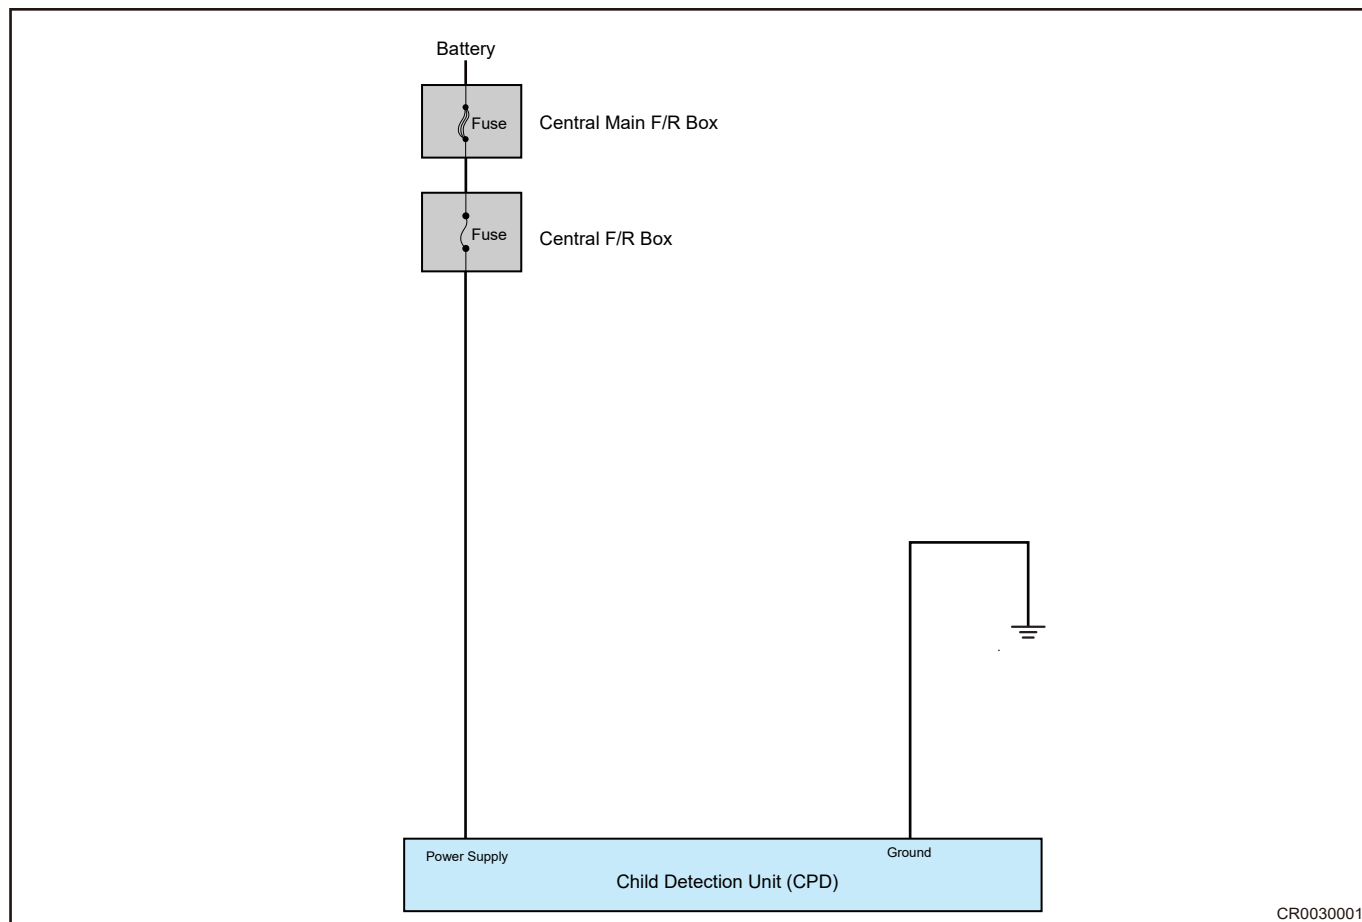 Battery
Fuse
Central Main F/R Box
Fuse
Central F/R Box
Power Supply
Ground
Child Detection Unit (CPD)
CR0030001